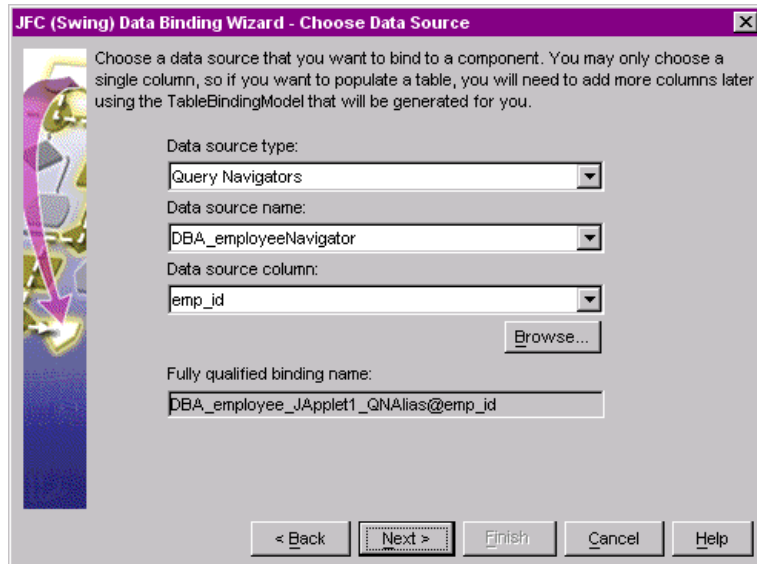 JFC (Swing) Data Binding Wizard - Choose Data Source
Choose a data source that you want to bind to a component. You may only choose a
single column, so if you want to populate a table, you will need to add more columns later
using the TableBindingModel that will be generated for you.
Data source type:
Query Navigators
Data source name:
DBA_employeeNavigator
Data source column:
emp_id
Browse...
Fully qualified binding name:
DBA_employee_JApplet1_QNAlias@emp_id
< Back Next > Finish Cancel Help